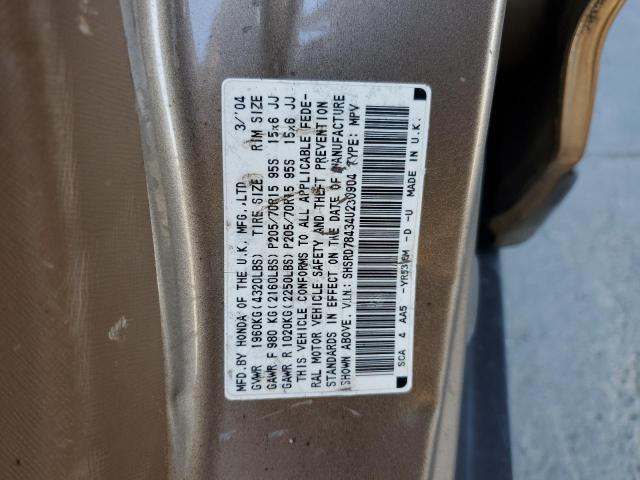 MFD.BY HONDA OF THE U.K. MFG.,LTD. 3/'04
GVWR 1960KG(4320LBS) TIRE SIZE RIM SIZE
GAWR F 980 KG(2160LBS) P205/70R15 95S 15x6 JJ
GAWR R 1020KG(2250LBS) P205/70R15 95S 15x6 JJ
THIS VEHICLE CONFORMS TO ALL APPLICABLE FEDE-
RAL MOTOR VEHICLE SAFETY AND THEFT PREVENTION
STANDARDS IN EFFECT ON THE DATE OF MANUFACTURE
SHOWN ABOVE. V.I.N: SHSRD78434U230904 TYPE: MPV
SCA 4 AA5 -D -U MADE IN U.K.